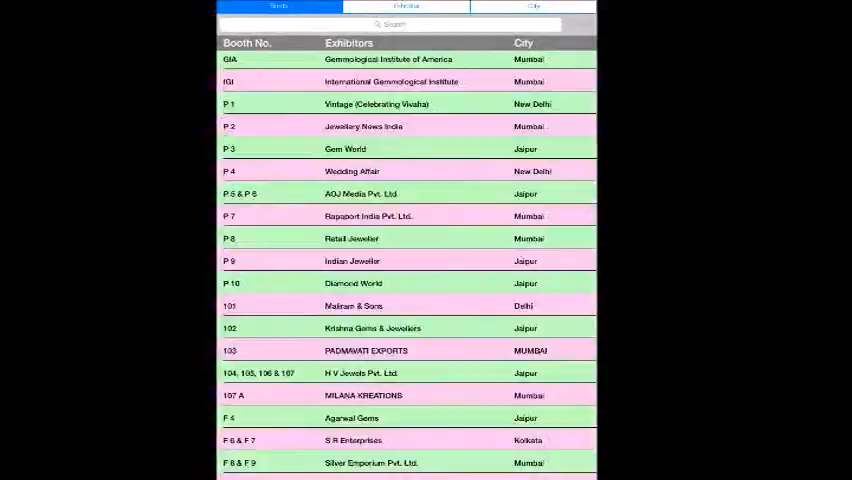 Booth Exhibitor City
Search
Booth No. Exhibitors City
GIA Gemmological Institute of America Mumbai
IGI International Gemmological Institute Mumbai
P 1 Vintage (Celebrating Vivaha) New Delhi
P 2 Jewellery News India Mumbai
P 3 Gem World Jaipur
P 4 Wedding Affair New Delhi
P 5 & P 6 AOJ Media Pvt. Ltd. Jaipur
P 7 Rapaport India Pvt. Ltd. Mumbai
P 8 Retail Jeweller Mumbai
P 9 Indian Jeweller Jaipur
P 10 Diamond World Jaipur
101 Maliram & Sons Delhi
102 Krishna Gems & Jewellers Jaipur
103 PADMAVATI EXPORTS MUMBAI
104, 105, 106 & 107 H V Jewels Pvt. Ltd. Jaipur
107 A MILANA KREATIONS Mumbai
F 4 Agarwal Gems Jaipur
F 6 & F 7 S R Enterprises Kolkata
F 8 & F 9 Silver Emporium Pvt. Ltd. Mumbai